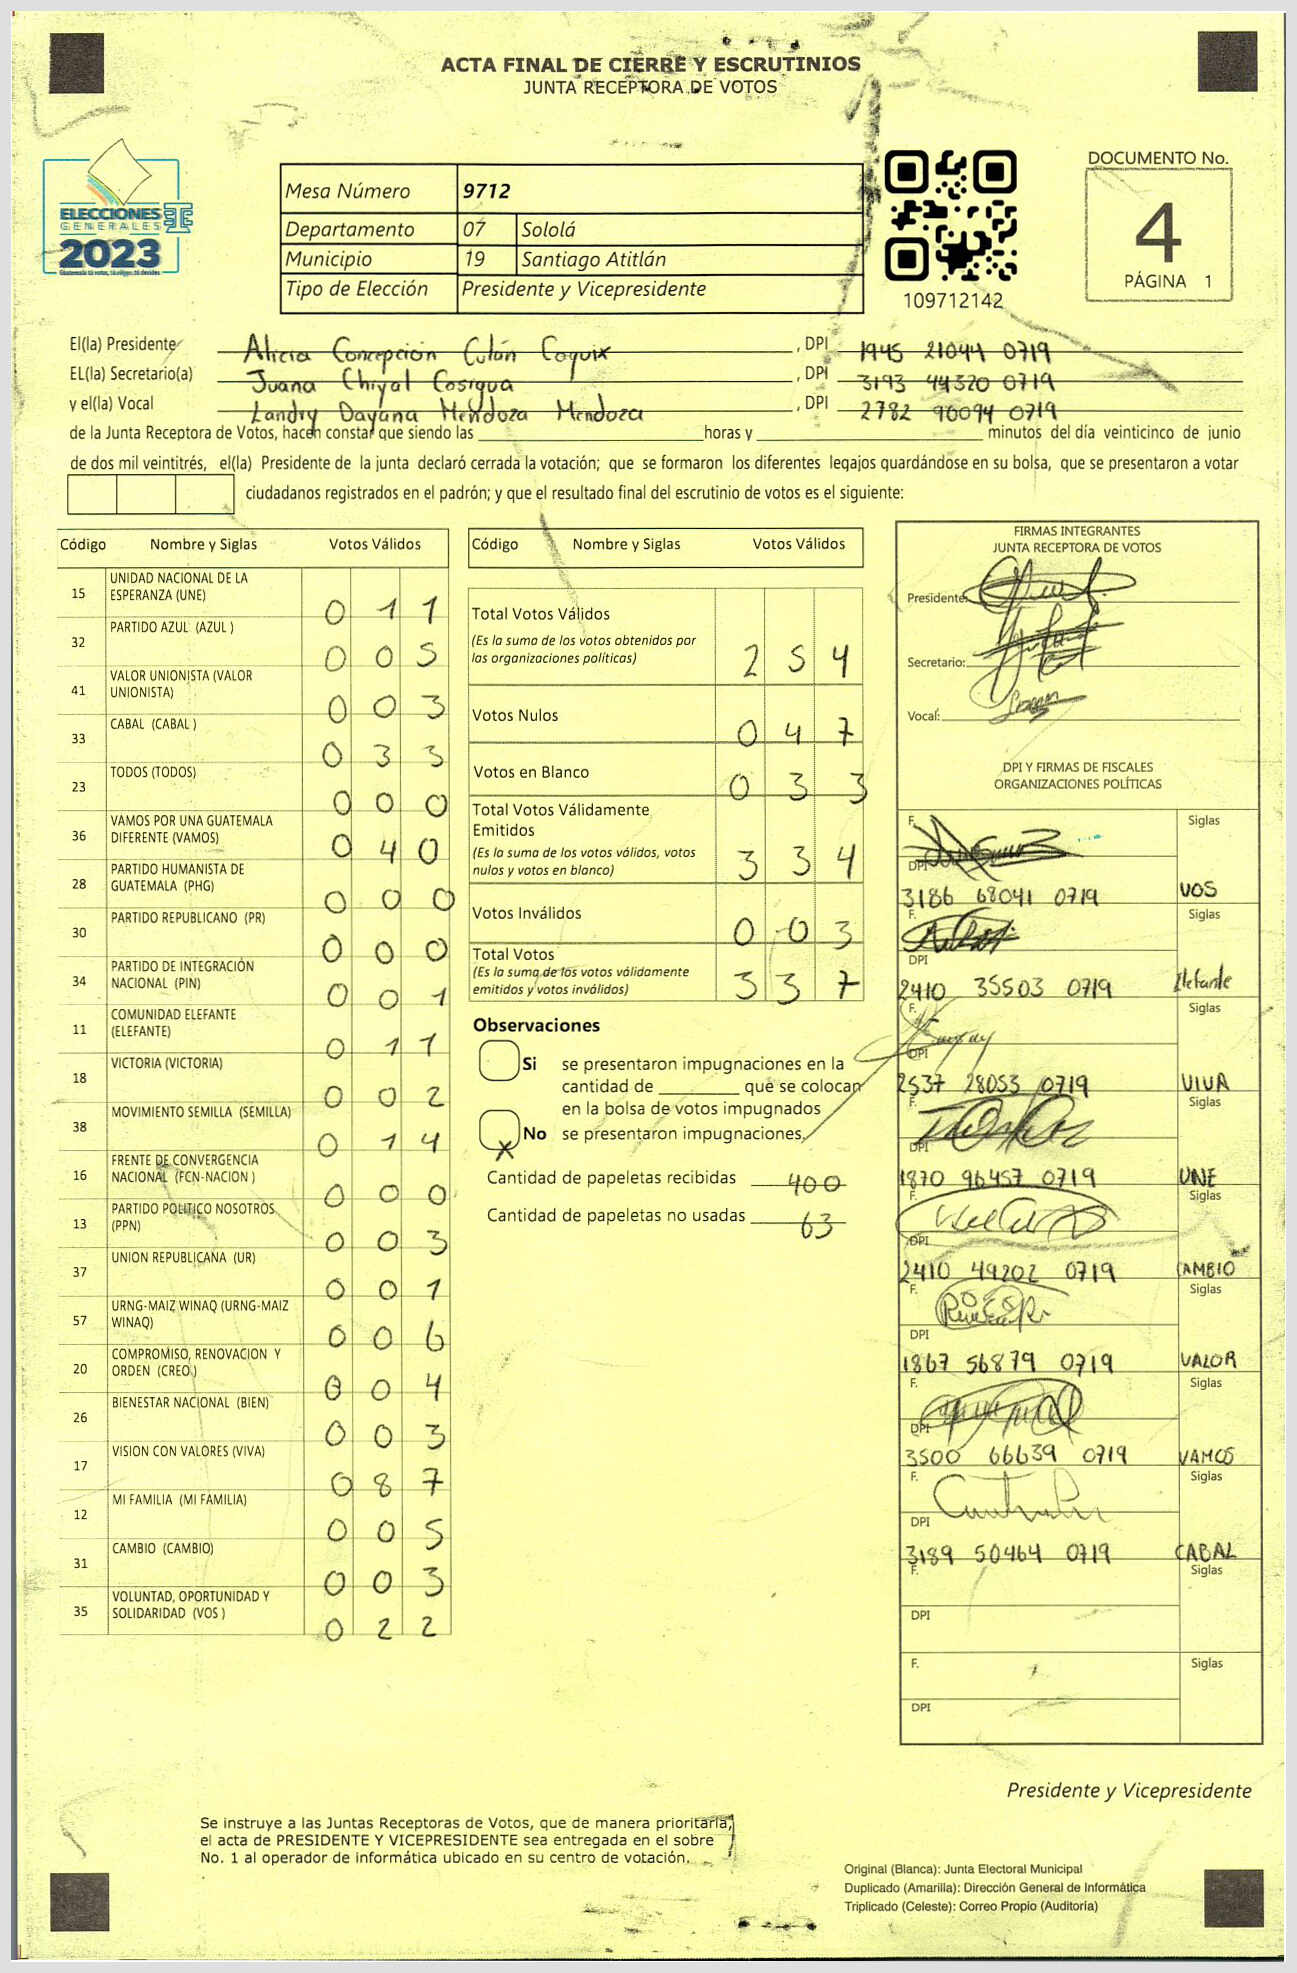 ACTA FINAL DE CIERRE Y ESCRUTINIOS
JUNTA RECEPTORA DE VOTOS
ELECCIONES
GENERALES
2023
Mesa Número 9712
Departamento 07 Sololá
Municipio 19 Santiago Atitlán
Tipo de Elección Presidente y Vicepresidente
109712142
DOCUMENTO No.
4
PÁGINA 1
El(la) Presidente Alicia Concepción Culán Coquix, DPI 1945 21044 0719
EL(la) Secretario(a) Juana Chiyal Cosigua, DPI 3193 44320 0719
y el(la) Vocal Landry Dayana Mendoza Mendoza, DPI 2782 90094 0719
de la Junta Receptora de Votos, hacen constar que siendo las horas y minutos del día veinticinco de junio
de dos mil veintitrés, el(la) Presidente de la junta declaró cerrada la votación; que se formaron los diferentes legajos quardándose en su bolsa, que se presentaron a votar
ciudadanos registrados en el padrón; y que el resultado final del escrutinio de votos es el siguiente:
Código Nombre y Siglas Votos Válidos
15 UNIDAD NACIONAL DE LA ESPERANZA (UNE) 0 1 1
32 PARTIDO AZUL (AZUL ) 0 0 5
41 VALOR UNIONISTA (VALOR UNIONISTA) 0 0 3
33 CABAL (CABAL ) 0 3 3
23 TODOS (TODOS) 0 0 0
36 VAMOS POR UNA GUATEMALA DIFERENTE (VAMOS) 0 4 0
28 PARTIDO HUMANISTA DE GUATEMALA (PHG) 0 0 0
30 PARTIDO REPUBLICANO (PR) 0 0 0
34 PARTIDO DE INTEGRACIÓN NACIONAL (PIN) 0 0 1
11 COMUNIDAD ELEFANTE (ELEFANTE) 0 1 1
18 VICTORIA (VICTORIA) 0 0 2
38 MOVIMIENTO SEMILLA (SEMILLA) 0 1 4
16 FRENTE DE CONVERGENCIA NACIONAL (FCN-NACION ) 0 0 0
13 PARTIDO POLITICO NOSOTROS (PPN) 0 0 3
37 UNION REPUBLICANA (UR) 0 0 1
57 URNG-MAIZ WINAQ (URNG-MAIZ WINAQ) 0 0 6
20 COMPROMISO, RENOVACION Y ORDEN (CREO ) 0 0 4
26 BIENESTAR NACIONAL (BIEN) 0 0 3
17 VISION CON VALORES (VIVA) 0 8 7
12 MI FAMILIA (MI FAMILIA) 0 0 5
31 CAMBIO (CAMBIO) 0 0 3
35 VOLUNTAD, OPORTUNIDAD Y SOLIDARIDAD (VOS ) 0 2 2
Código Nombre y Siglas Votos Válidos
Total Votos Válidos
(Es la suma de los votos obtenidos por
las organizaciones políticas) 2 5 4
Votos Nulos 0 4 7
Votos en Blanco 0 3 3
Total Votos Válidamente
Emitidos
(Es la suma de los votos válidos, votos
nulos y votos en blanco) 3 3 4
Votos Inválidos 0 0 3
Total Votos
(Es la suma de los votos válidamente
emitidos y votos inválidos) 3 3 7
Observaciones
Si se presentaron impugnaciones en la
cantidad de que se colocan
en la bolsa de votos impugnados
X No se presentaron impugnaciones.
Cantidad de papeletas recibidas 400
Cantidad de papeletas no usadas 63
FIRMAS INTEGRANTES
JUNTA RECEPTORA DE VOTOS
Presidente:
Secretario:
Vocal:
DPI Y FIRMAS DE FISCALES
ORGANIZACIONES POLÍTICAS
F. Siglas
DPI 3186 68041 0719 VOS
F. Siglas
DPI 2410 35503 0719 Elefante
F. Siglas
DPI 2537 28053 0719 VIVA
F. Siglas
DPI 1870 96457 0719 UNE
F. Siglas
DPI 2410 49202 0719 CAMBIO
F. Siglas
DPI 1867 56879 0719 VALOR
F. Siglas
DPI 3500 66639 0719 VAMOS
F. Siglas
DPI 3189 50464 0719 CABAL
F. Siglas
DPI
F. Siglas
DPI
Presidente y Vicepresidente
Se instruye a las Juntas Receptoras de Votos, que de manera prioritaria,
el acta de PRESIDENTE Y VICEPRESIDENTE sea entregada en el sobre
No. 1 al operador de informática ubicado en su centro de votación.
Original (Blanca): Junta Electoral Municipal
Duplicado (Amarilla): Dirección General de Informática
Triplicado (Celeste): Correo Propio (Auditoría)